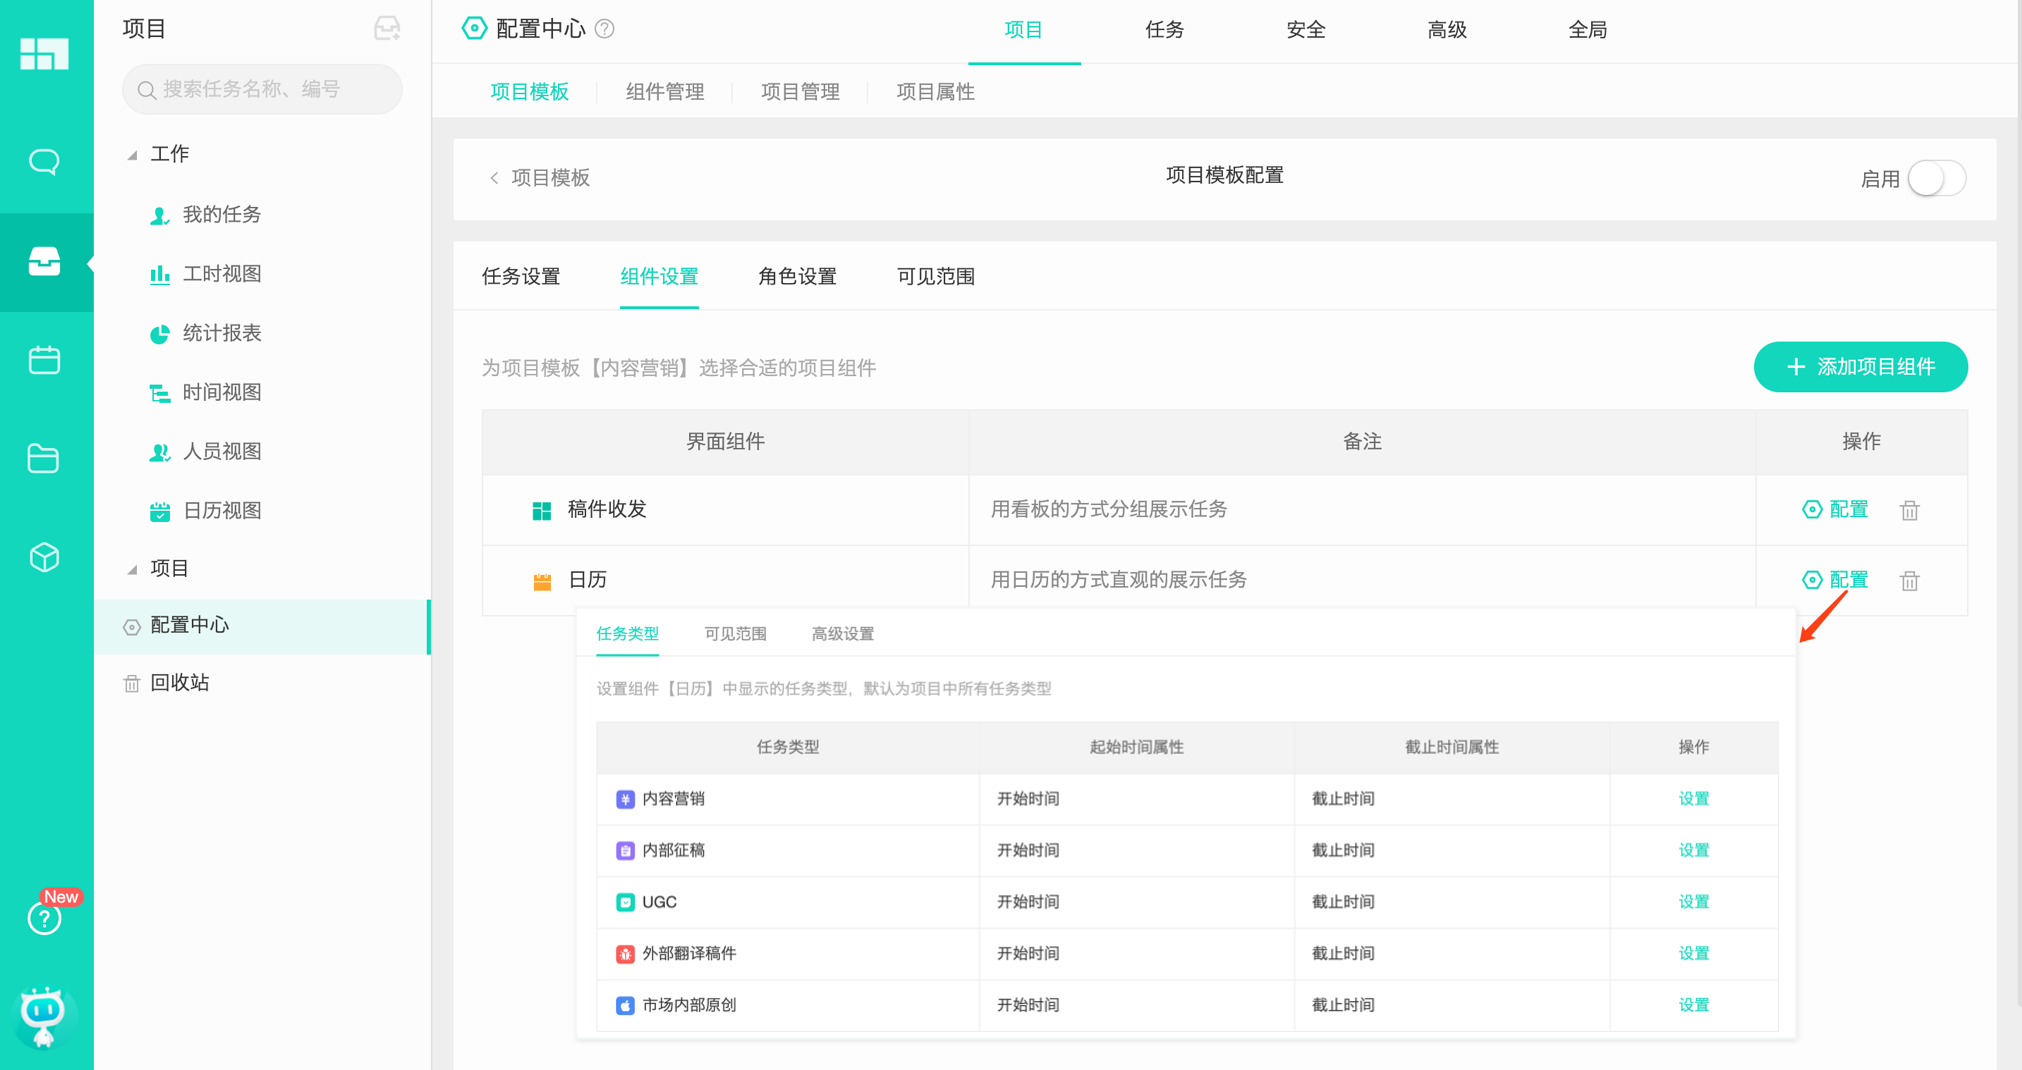 项目
搜索任务名称、编号
工作
我的任务
工时视图
统计报表
时间视图
人员视图
日历视图
项目
配置中心
回收站
New
配置中心
项目
任务
安全
高级
全局
项目模板
组件管理
项目管理
项目属性
项目模板
项目模板配置
启用
任务设置
组件设置
角色设置
可见范围
为项目模板【内容营销】选择合适的项目组件
添加项目组件
界面组件 备注 操作
稿件收发 用看板的方式分组展示任务 配置
日历 用日历的方式直观的展示任务 配置
任务类型 可见范围 高级设置
设置组件【日历】中显示的任务类型，默认为项目中所有任务类型
任务类型 起始时间属性 截止时间属性 操作
内容营销 开始时间 截止时间 设置
内部征稿 开始时间 截止时间 设置
UGC 开始时间 截止时间 设置
外部翻译稿件 开始时间 截止时间 设置
市场内部原创 开始时间 截止时间 设置